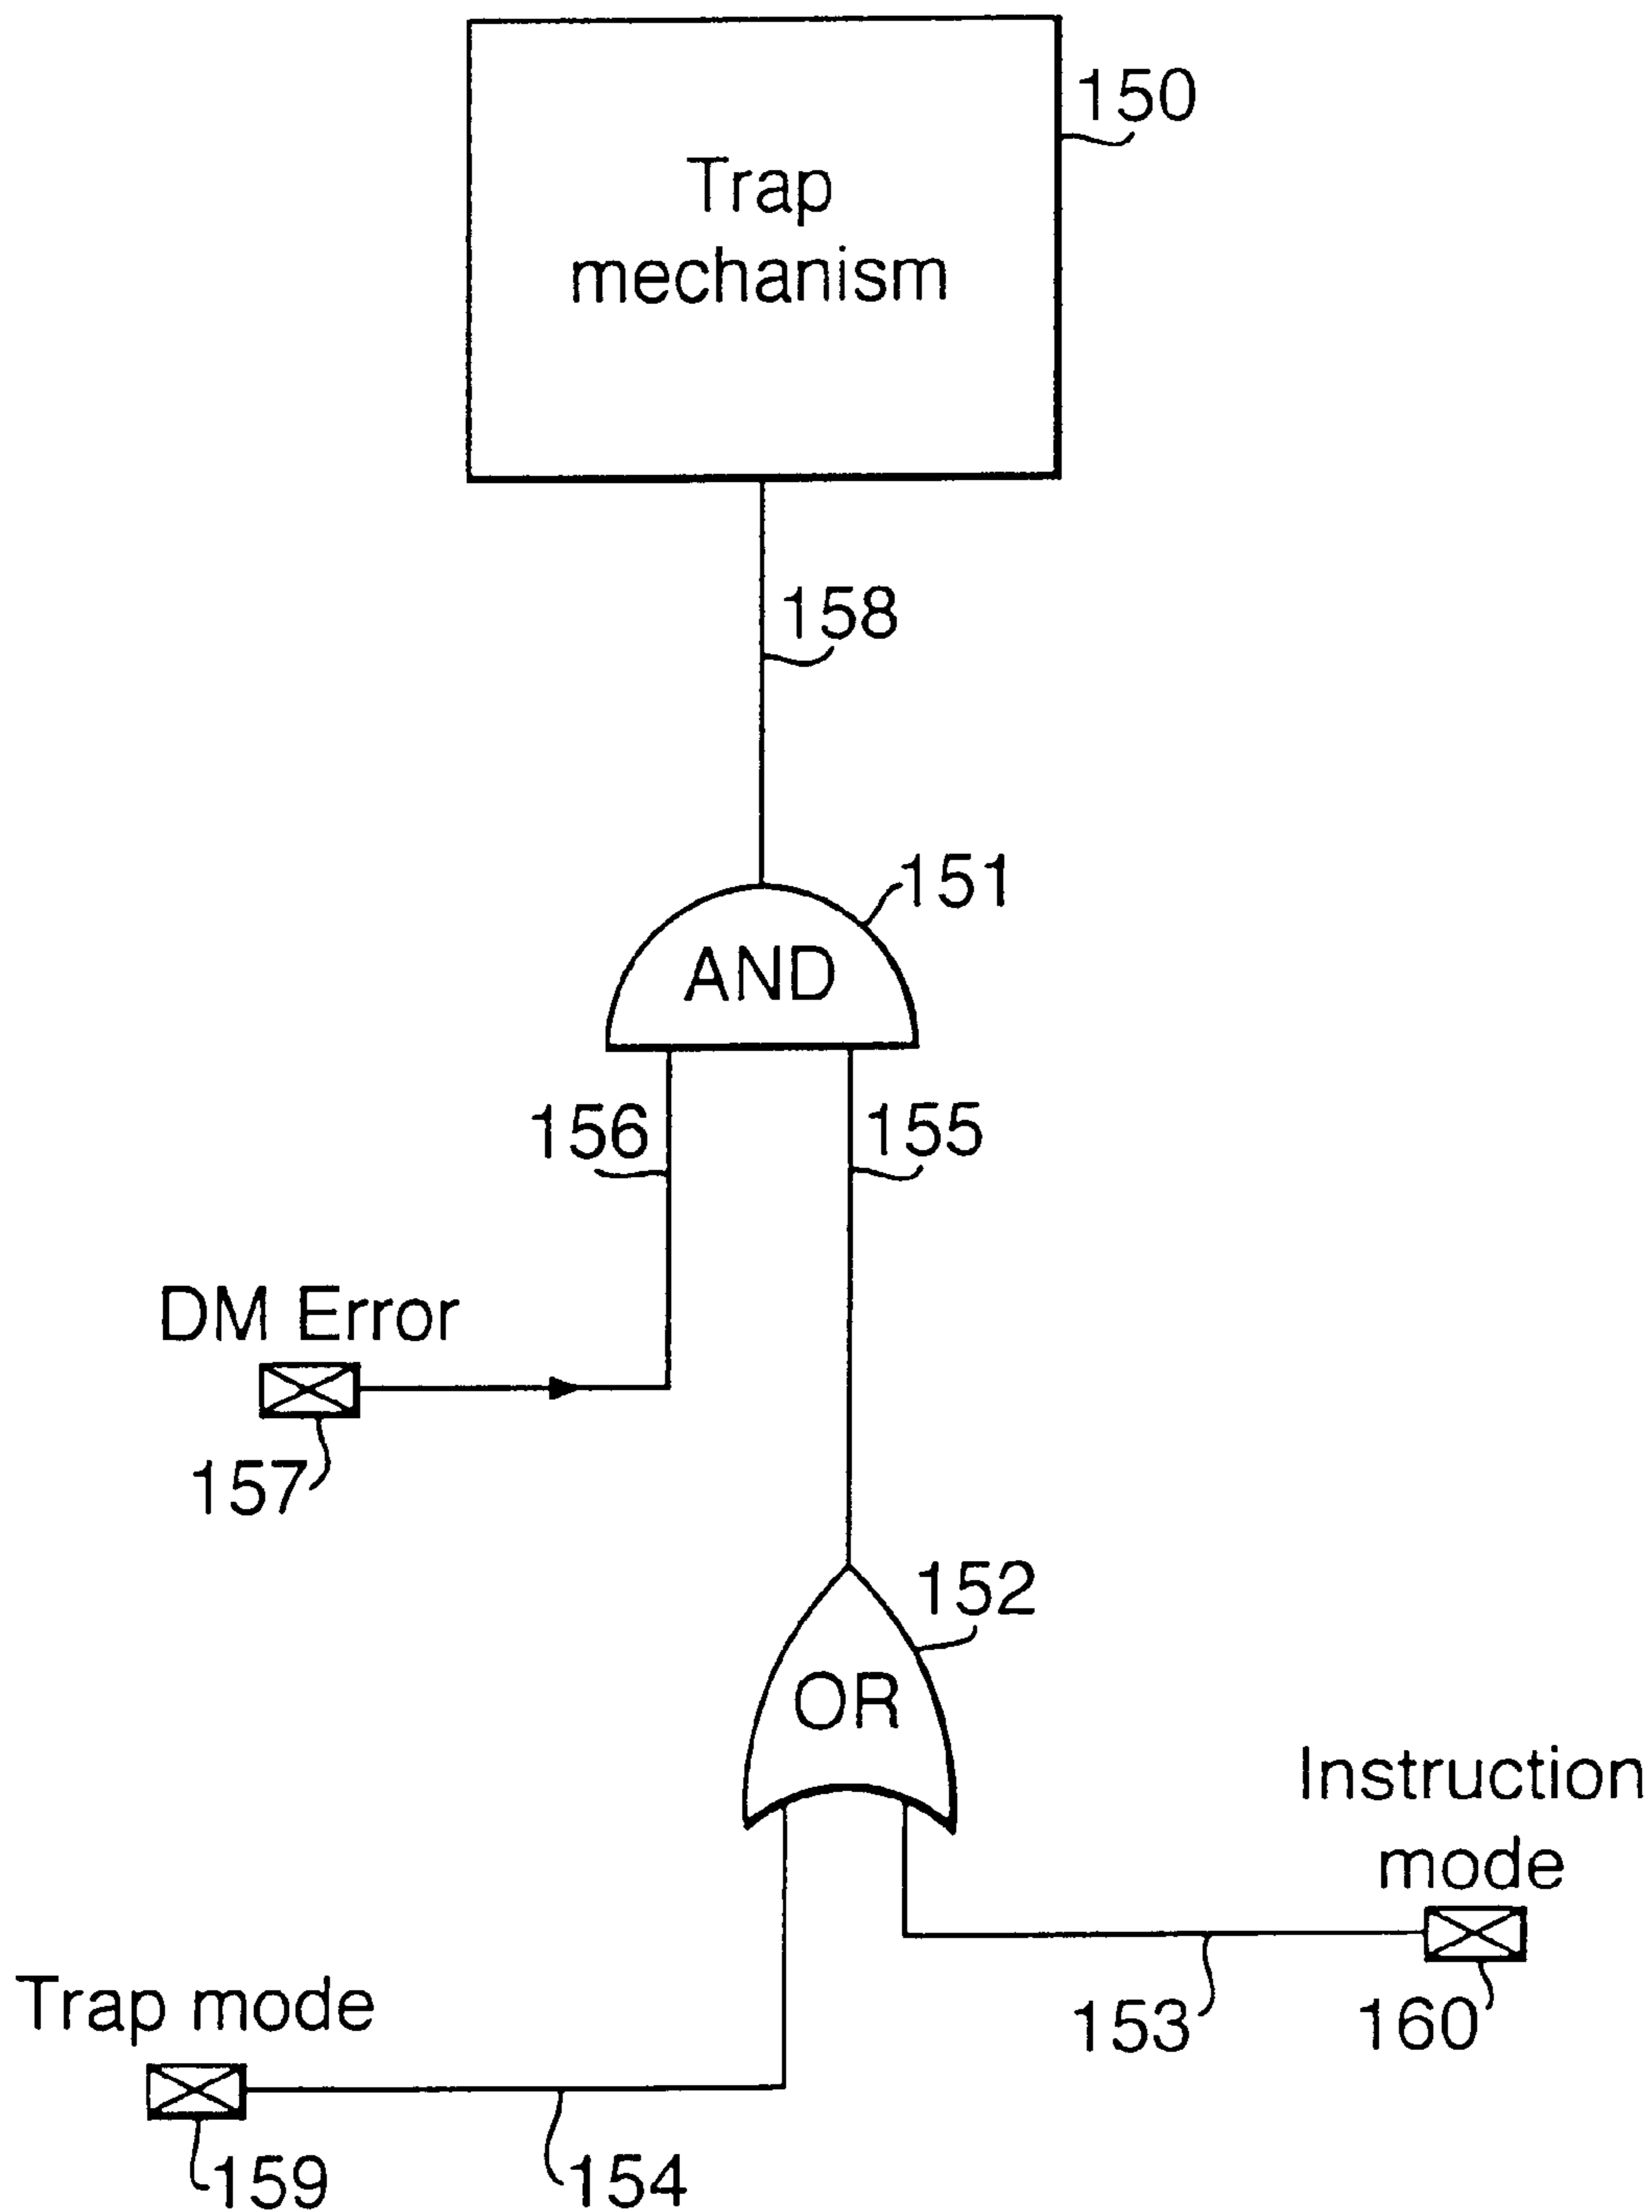 150
Trap
mechanism
158
151
AND
156
155
DM Error
157
152
OR
Instruction
mode
Trap mode
153
160
159
154